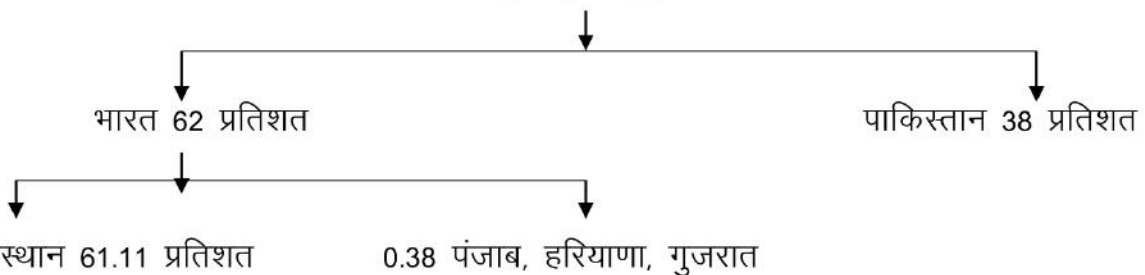 भारत 62 प्रतिशत
पाकिस्तान 38 प्रतिशत
स्थान 61.11 प्रतिशत
0.38 पंजाब, हरियाणा, गुजरात